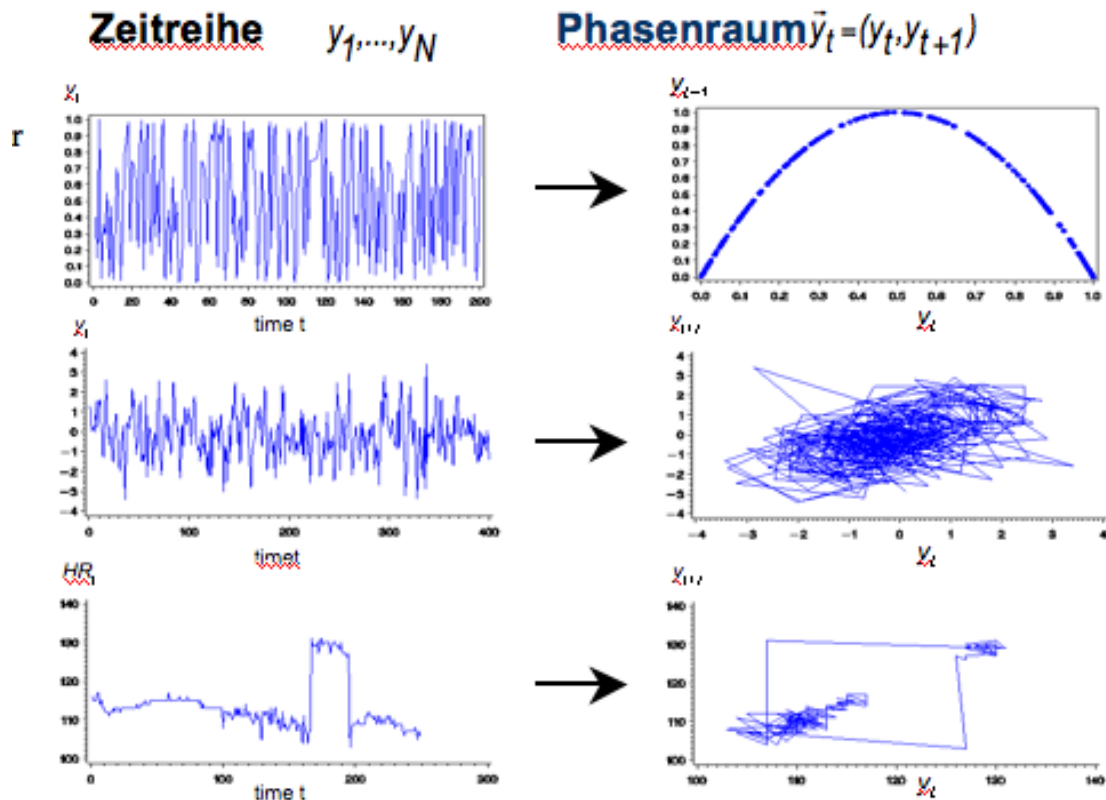 Zeitreihe y1,...,yN Phasenraum y⃗t =(yt,yt+1)
r
yt
1.0
0.9
0.8
0.7
0.6
0.5
0.4
0.3
0.2
0.1
0.0
0 20 40 60 80 100 120 140 160 180 200
time t
yt+1
1.0
0.9
0.8
0.7
0.6
0.5
0.4
0.3
0.2
0.1
0.0
0.0 0.1 0.2 0.3 0.4 0.5 0.6 0.7 0.8 0.9 1.0
yt
yt
4
3
2
1
0
−1
−2
−3
−4
0 100 200 300 400
timet
yt+1
4
3
2
1
0
−1
−2
−3
−4
−4 −3 −2 −1 0 1 2 3 4
yt
HRt
140
130
120
110
100
0 100 200 300
time t
yt+1
140
130
120
110
100
100 110 120 130 140
yt